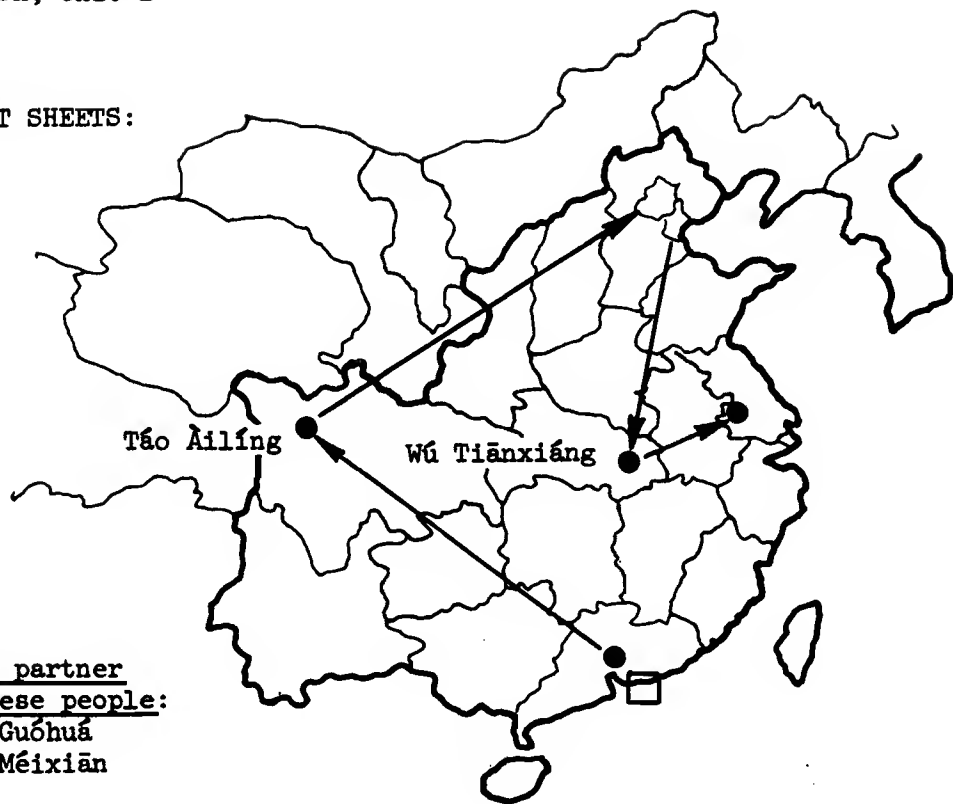 T SHEETS:
Táo Àilíng
Wú Tiānxiáng
partner
ese people:
Guóhuá
Méixiān